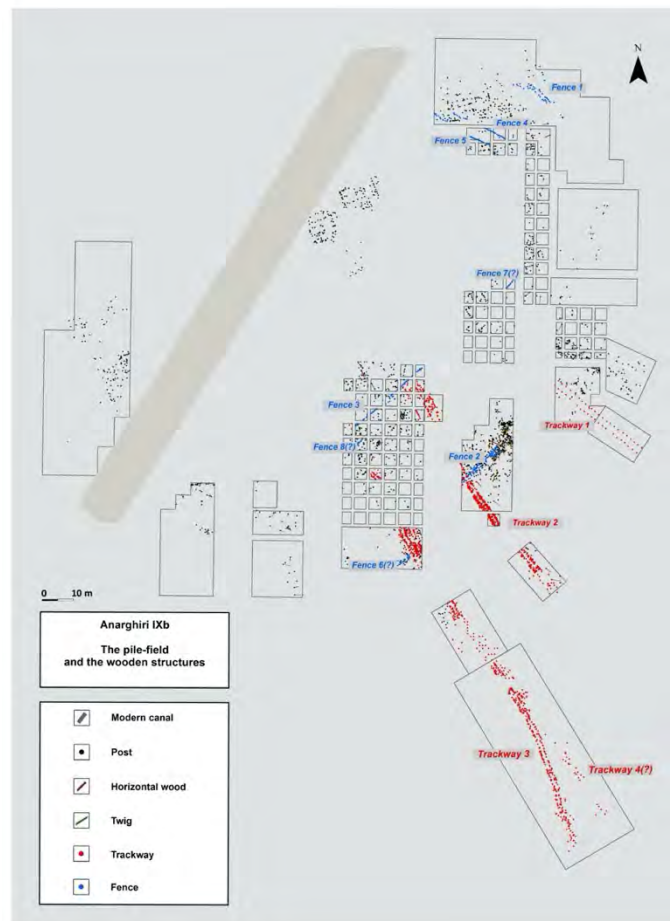 N
Fence 1
Fence 4
Fence 5
Fence 7(?)
Fence 3
Trackway 1
Fence 8(?)
Fence 2
Trackway 2
Fence 6(?)
0 10 m
Anarghiri IXb
The pile-field
and the wooden structures
Trackway 3
Trackway 4(?)
Modern canal
Post
Horizontal wood
Twig
Trackway
Fence